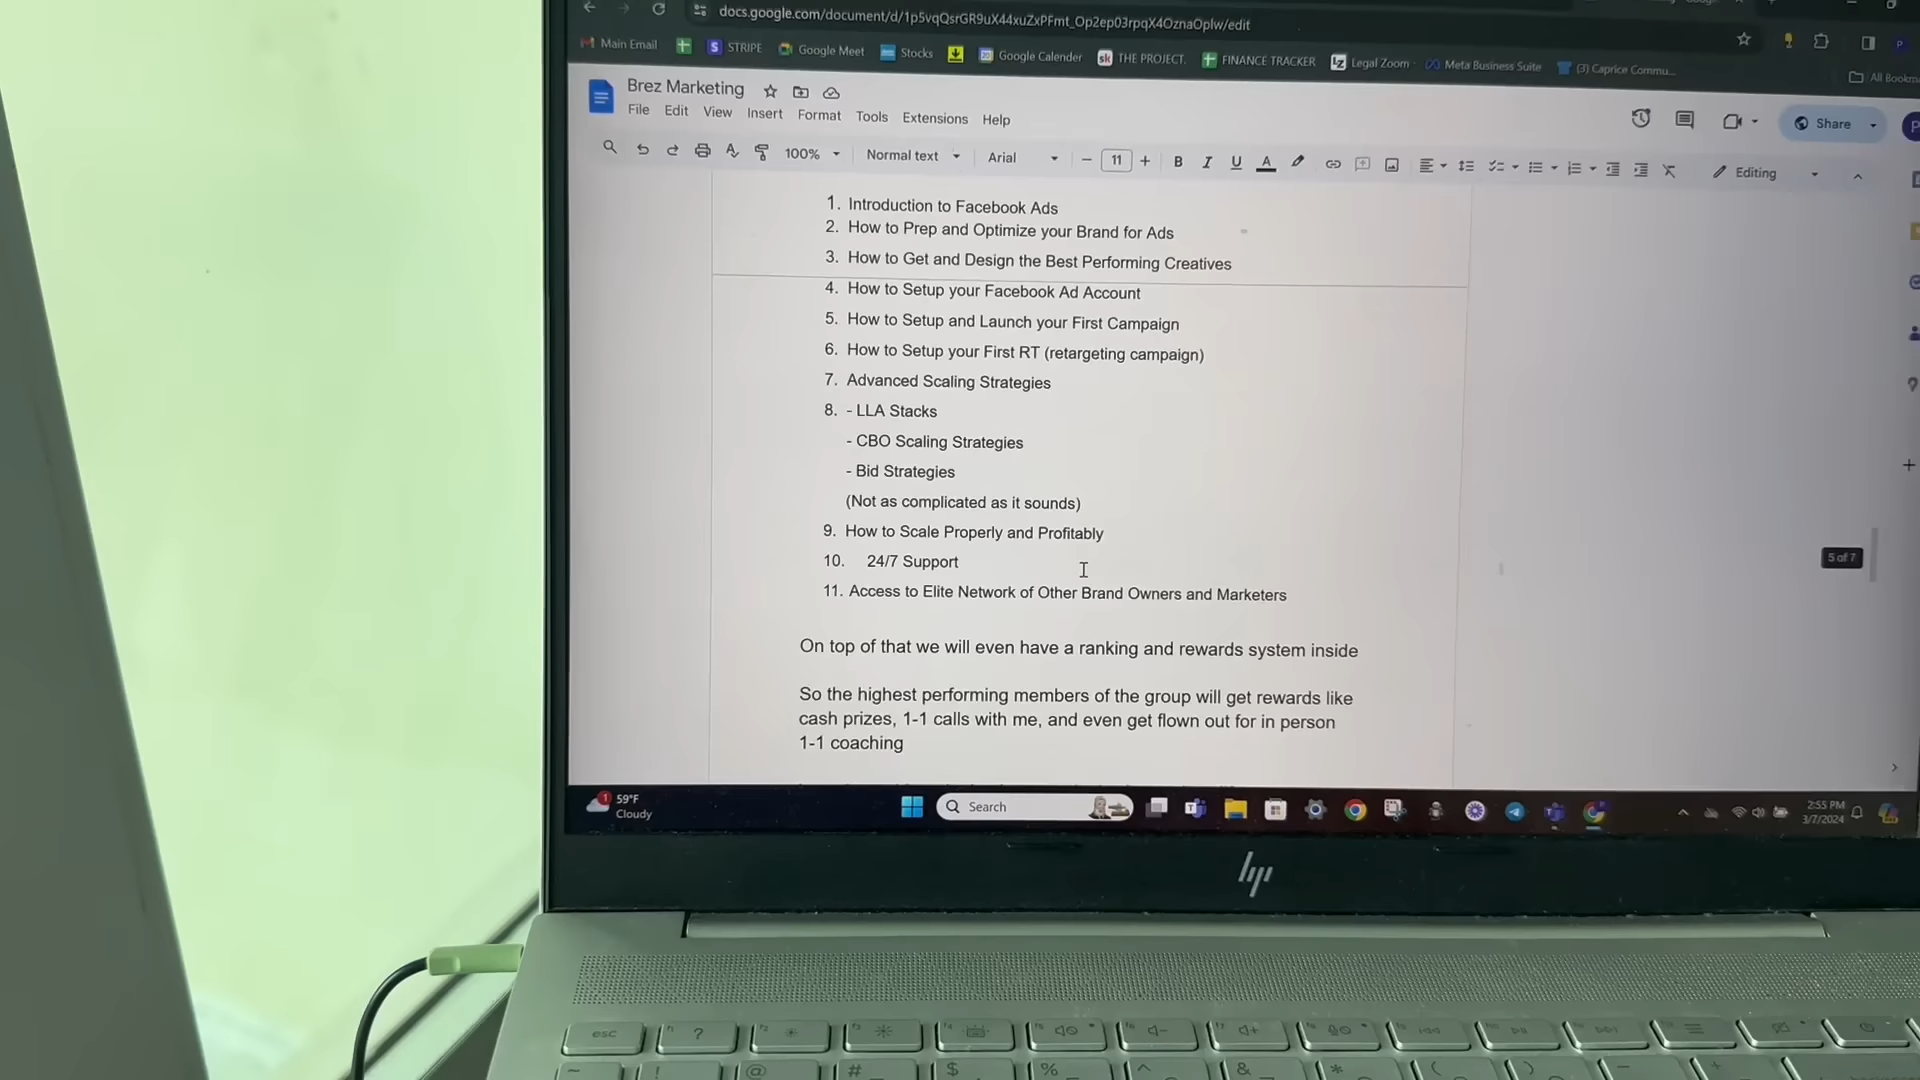 docs.google.com/document/d/1p5vqQsrGR9uX44xuZxPFmt_Op2ep03rpqX4OznaOplw/edit
Main Email STRIPE Google Meet Stocks Google Calender THE PROJECT. FINANCE TRACKER Legal Zoom Meta Business Suite (3) Caprice Commu...
All Bookma
Brez Marketing
File Edit View Insert Format Tools Extensions Help
Share
100% Normal text Arial 11 B I U A Editing
1. Introduction to Facebook Ads
2. How to Prep and Optimize your Brand for Ads
3. How to Get and Design the Best Performing Creatives
4. How to Setup your Facebook Ad Account
5. How to Setup and Launch your First Campaign
6. How to Setup your First RT (retargeting campaign)
7. Advanced Scaling Strategies
8. - LLA Stacks
- CBO Scaling Strategies
- Bid Strategies
(Not as complicated as it sounds)
9. How to Scale Properly and Profitably
10. 24/7 Support
11. Access to Elite Network of Other Brand Owners and Marketers
5 of 7
On top of that we will even have a ranking and rewards system inside
So the highest performing members of the group will get rewards like
cash prizes, 1-1 calls with me, and even get flown out for in person
1-1 coaching
1 59°F
Cloudy
Search
2:55 PM
3/7/2024
hp
esc ?
~ ! @ # $ % ^ & * ( )